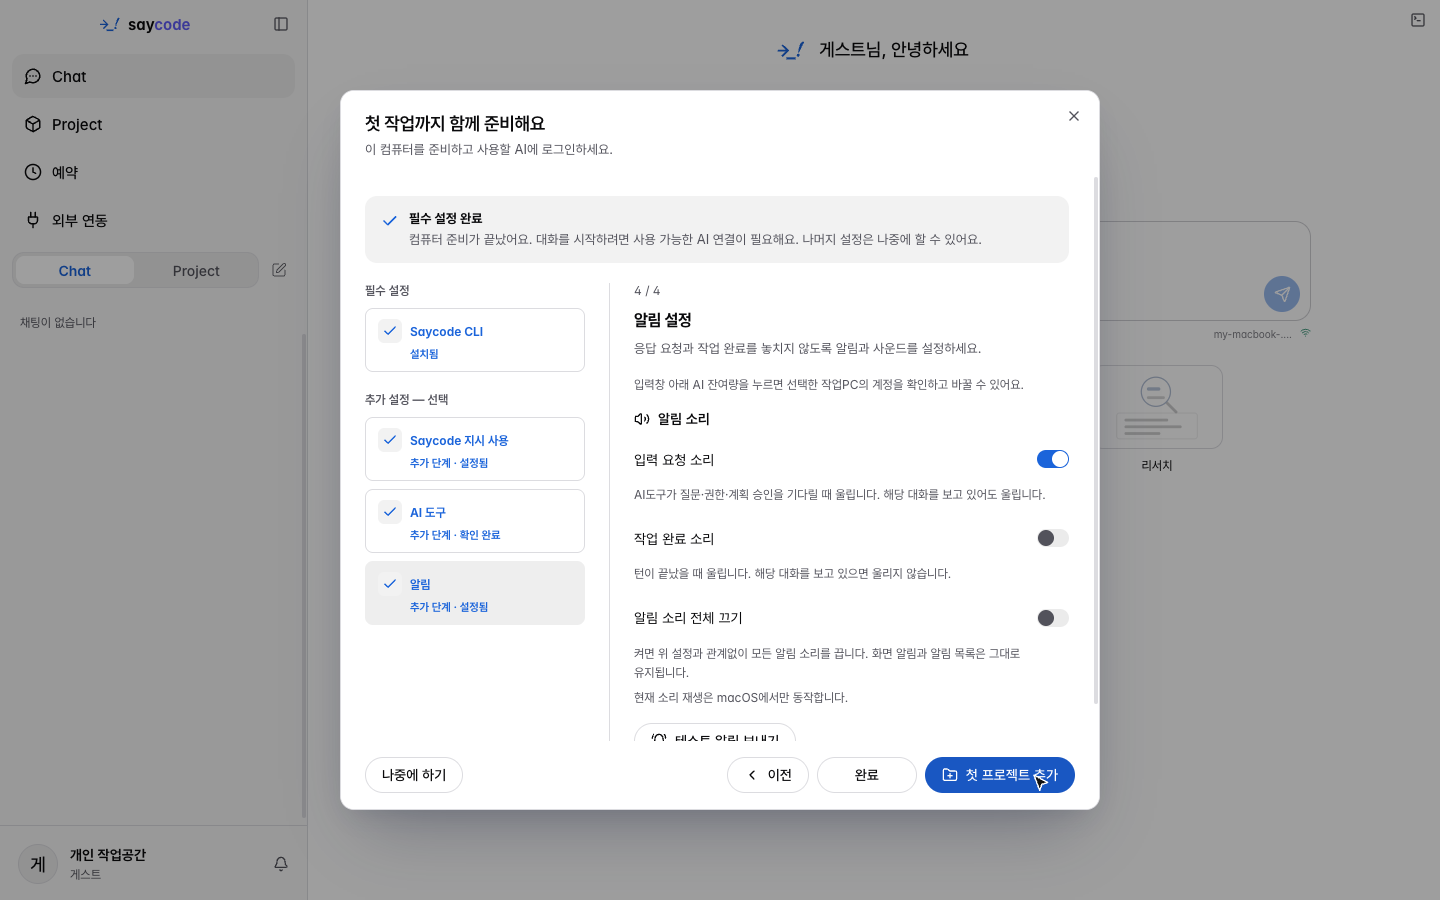 saycode
Chat
Project
예약
외부 연동
Chat
Project
채팅이 없습니다
개인 작업공간
게
게스트
게스트님, 안녕하세요
my-macbook-....
리서치
첫 작업까지 함께 준비해요
이 컴퓨터를 준비하고 사용할 AI에 로그인하세요.
필수 설정 완료
컴퓨터 준비가 끝났어요. 대화를 시작하려면 사용 가능한 AI 연결이 필요해요. 나머지 설정은 나중에 할 수 있어요.
필수 설정
Saycode CLI
설치됨
추가 설정 — 선택
Saycode 지시 사용
추가 단계 · 설정됨
AI 도구
추가 단계 · 확인 완료
알림
추가 단계 · 설정됨
4 / 4
알림 설정
응답 요청과 작업 완료를 놓치지 않도록 알림과 사운드를 설정하세요.
입력창 아래 AI 잔여량을 누르면 선택한 작업PC의 계정을 확인하고 바꿀 수 있어요.
알림 소리
입력 요청 소리
AI도구가 질문·권한·계획 승인을 기다릴 때 울립니다. 해당 대화를 보고 있어도 울립니다.
작업 완료 소리
턴이 끝났을 때 울립니다. 해당 대화를 보고 있으면 울리지 않습니다.
알림 소리 전체 끄기
켜면 위 설정과 관계없이 모든 알림 소리를 끕니다. 화면 알림과 알림 목록은 그대로
유지됩니다.
현재 소리 재생은 macOS에서만 동작합니다.
테스트 알림 보내기
나중에 하기
이전
완료
첫 프로젝트 추가